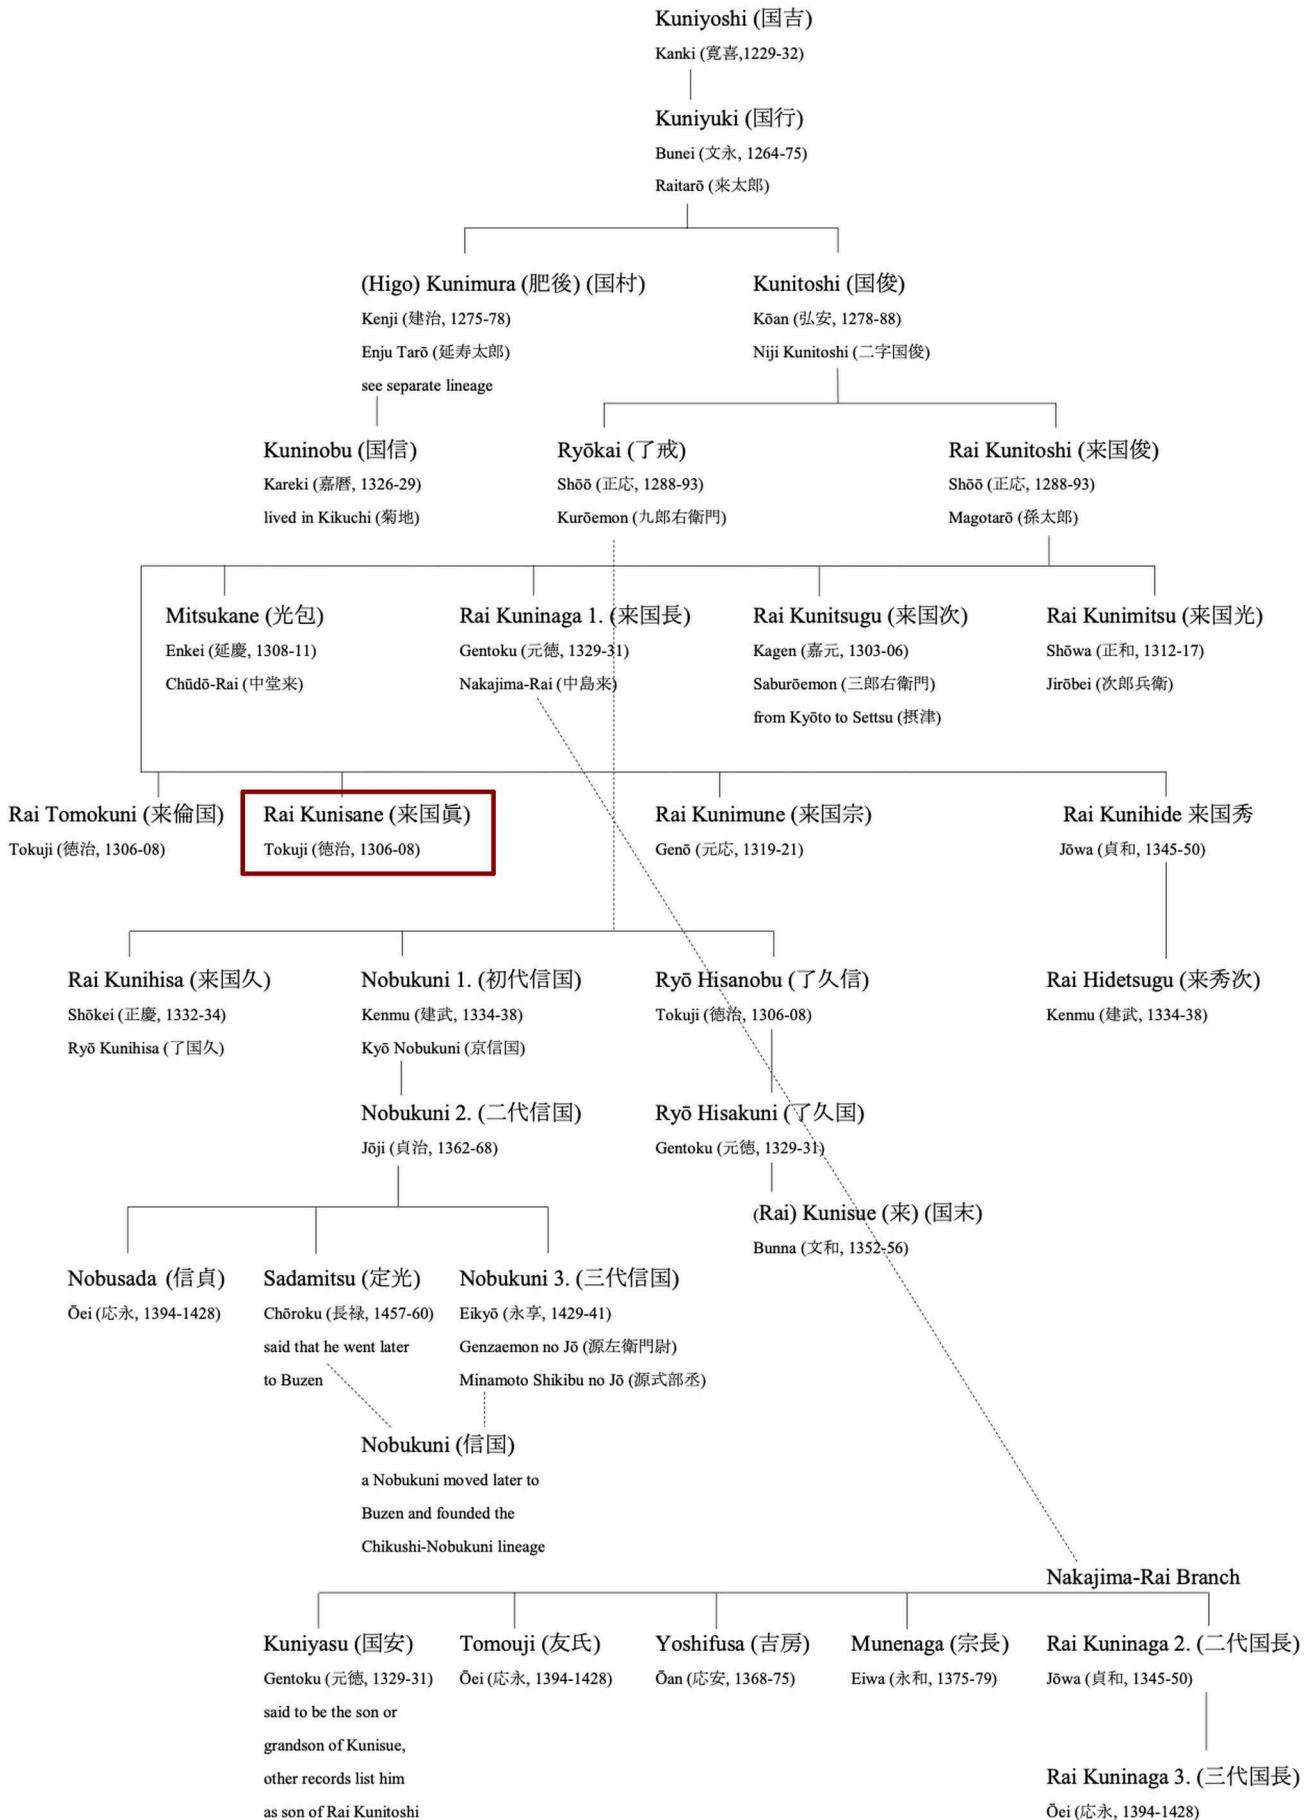 Kuniyoshi (国吉)
Kanki (寛喜,1229-32)
Kuniyuki (国行)
Bunei (文永, 1264-75)
Raitarō (来太郎)
(Higo) Kunimura (肥後) (国村)
Kenji (建治, 1275-78)
Enju Tarō (延寿太郎)
see separate lineage
Kunitoshi (国俊)
Kōan (弘安, 1278-88)
Niji Kunitoshi (二字国俊)
Kuninobu (国信)
Kareki (嘉暦, 1326-29)
lived in Kikuchi (菊地)
Ryōkai (了戒)
Shōō (正応, 1288-93)
Kurōemon (九郎右衛門)
Rai Kunitoshi (来国俊)
Shōō (正応, 1288-93)
Magotarō (孫太郎)
Mitsukane (光包)
Enkei (延慶, 1308-11)
Chūdō-Rai (中堂来)
Rai Kuninaga 1. (来国長)
Gentoku (元徳, 1329-31)
Nakajima-Rai (中島来)
Rai Kunitsugu (来国次)
Kagen (嘉元, 1303-06)
Saburōemon (三郎右衛門)
from Kyōto to Settsu (摂津)
Rai Kunimitsu (来国光)
Shōwa (正和, 1312-17)
Jirōbei (次郎兵衛)
Rai Tomokuni (来倫国)
Tokuji (徳治, 1306-08)
Rai Kunisane (来国眞)
Tokuji (徳治, 1306-08)
Rai Kunimune (来国宗)
Genō (元応, 1319-21)
Rai Kunihide 来国秀
Jōwa (貞和, 1345-50)
Rai Kunihisa (来国久)
Shōkei (正慶, 1332-34)
Ryō Kunihisa (了国久)
Nobukuni 1. (初代信国)
Kenmu (建武, 1334-38)
Kyō Nobukuni (京信国)
Ryō Hisanobu (了久信)
Tokuji (徳治, 1306-08)
Rai Hidetsugu (来秀次)
Kenmu (建武, 1334-38)
Nobukuni 2. (二代信国)
Jōji (貞治, 1362-68)
Ryō Hisakuni (了久国)
Gentoku (元徳, 1329-31)
(Rai) Kunisue (来) (国末)
Bunna (文和, 1352-56)
Nobusada (信貞)
Ōei (応永, 1394-1428)
Sadamitsu (定光)
Chōroku (長禄, 1457-60)
said that he went later
to Buzen
Nobukuni 3. (三代信国)
Eikyō (永享, 1429-41)
Genzaemon no Jō (源左衛門尉)
Minamoto Shikibu no Jō (源式部丞)
Nobukuni (信国)
a Nobukuni moved later to
Buzen and founded the
Chikushi-Nobukuni lineage
Nakajima-Rai Branch
Kuniyasu (国安)
Gentoku (元徳, 1329-31)
said to be the son or
grandson of Kunisue,
other records list him
as son of Rai Kunitoshi
Tomouji (友氏)
Ōei (応永, 1394-1428)
Yoshifusa (吉房)
Ōan (応安, 1368-75)
Munenaga (宗長)
Eiwa (永和, 1375-79)
Rai Kuninaga 2. (二代国長)
Jōwa (貞和, 1345-50)
Rai Kuninaga 3. (三代国長)
Ōei (応永, 1394-1428)